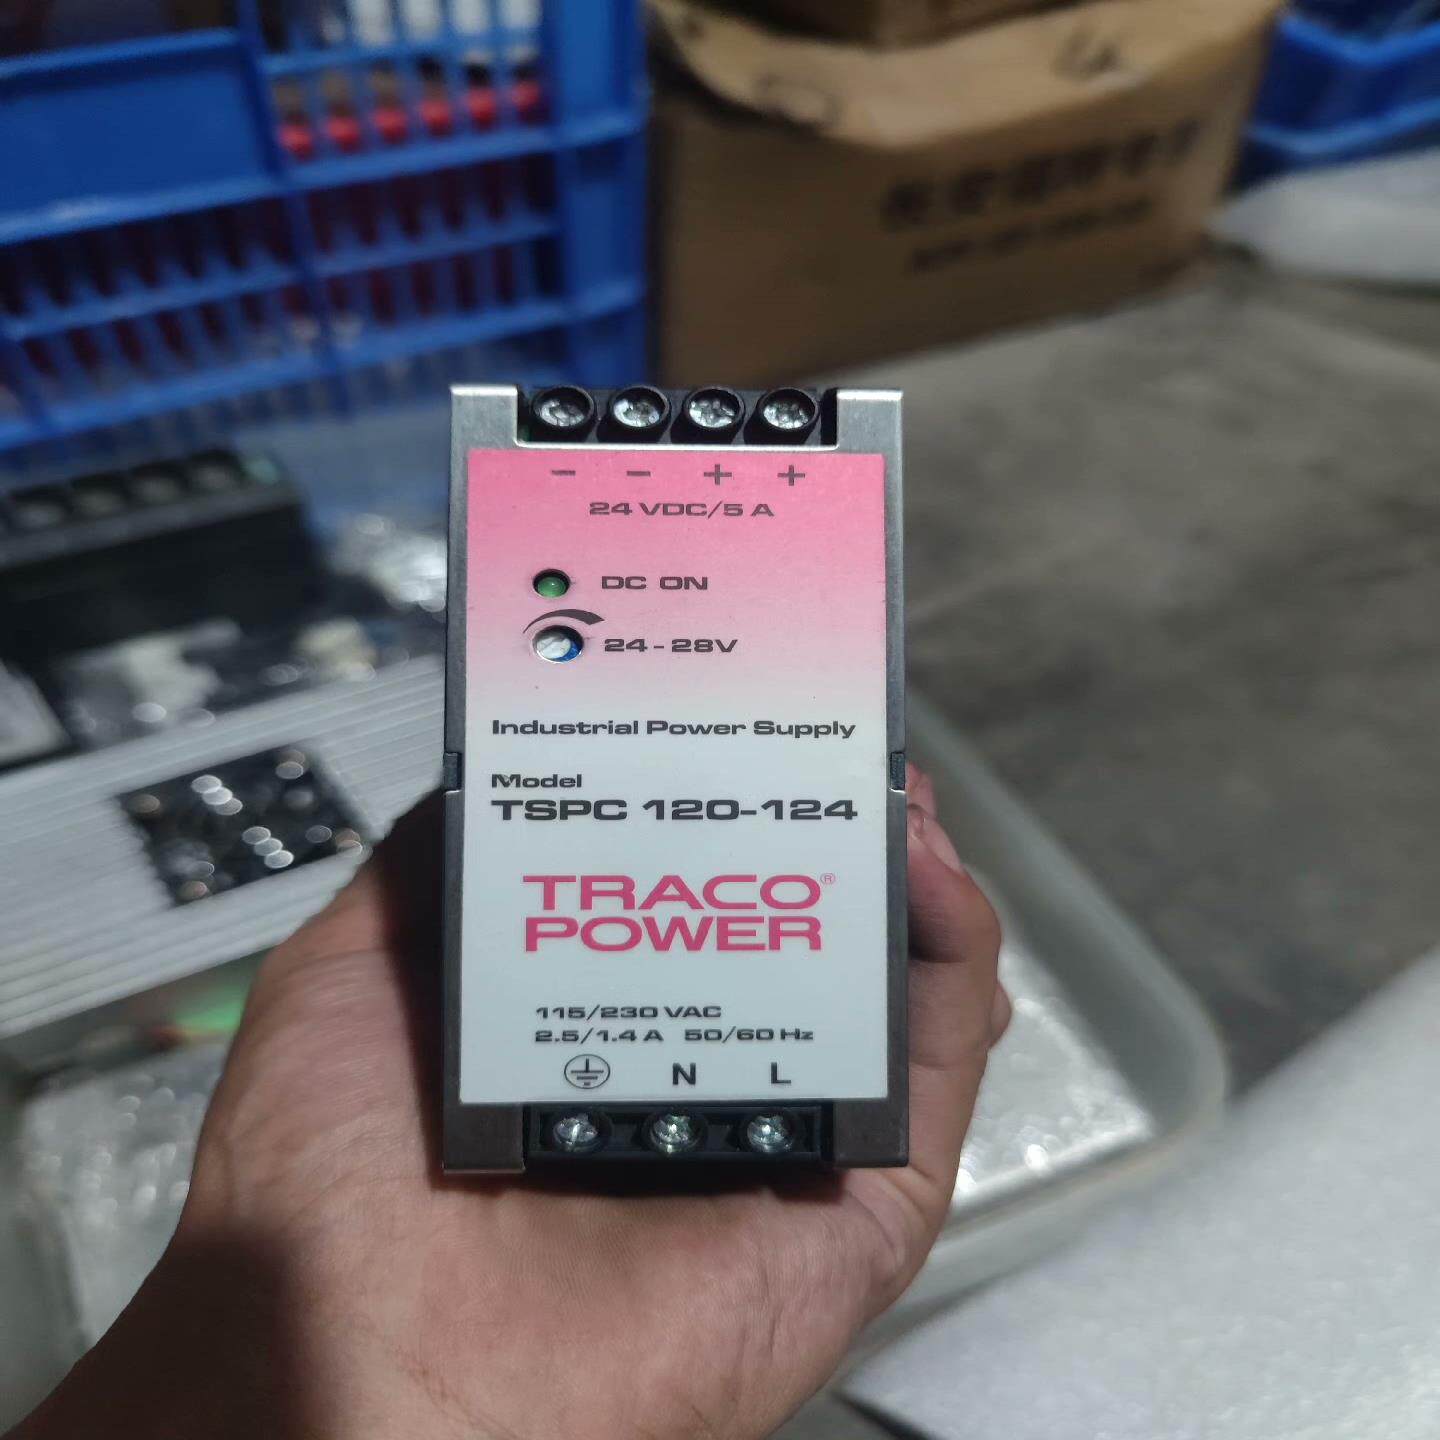 − − + +
24 VDC/5 A
DC ON
24-28V
Industrial Power Supply
Model
TSPC 120-124
TRACO®
POWER
115/230 VAC
2.5/1.4 A 50/60 Hz
N L